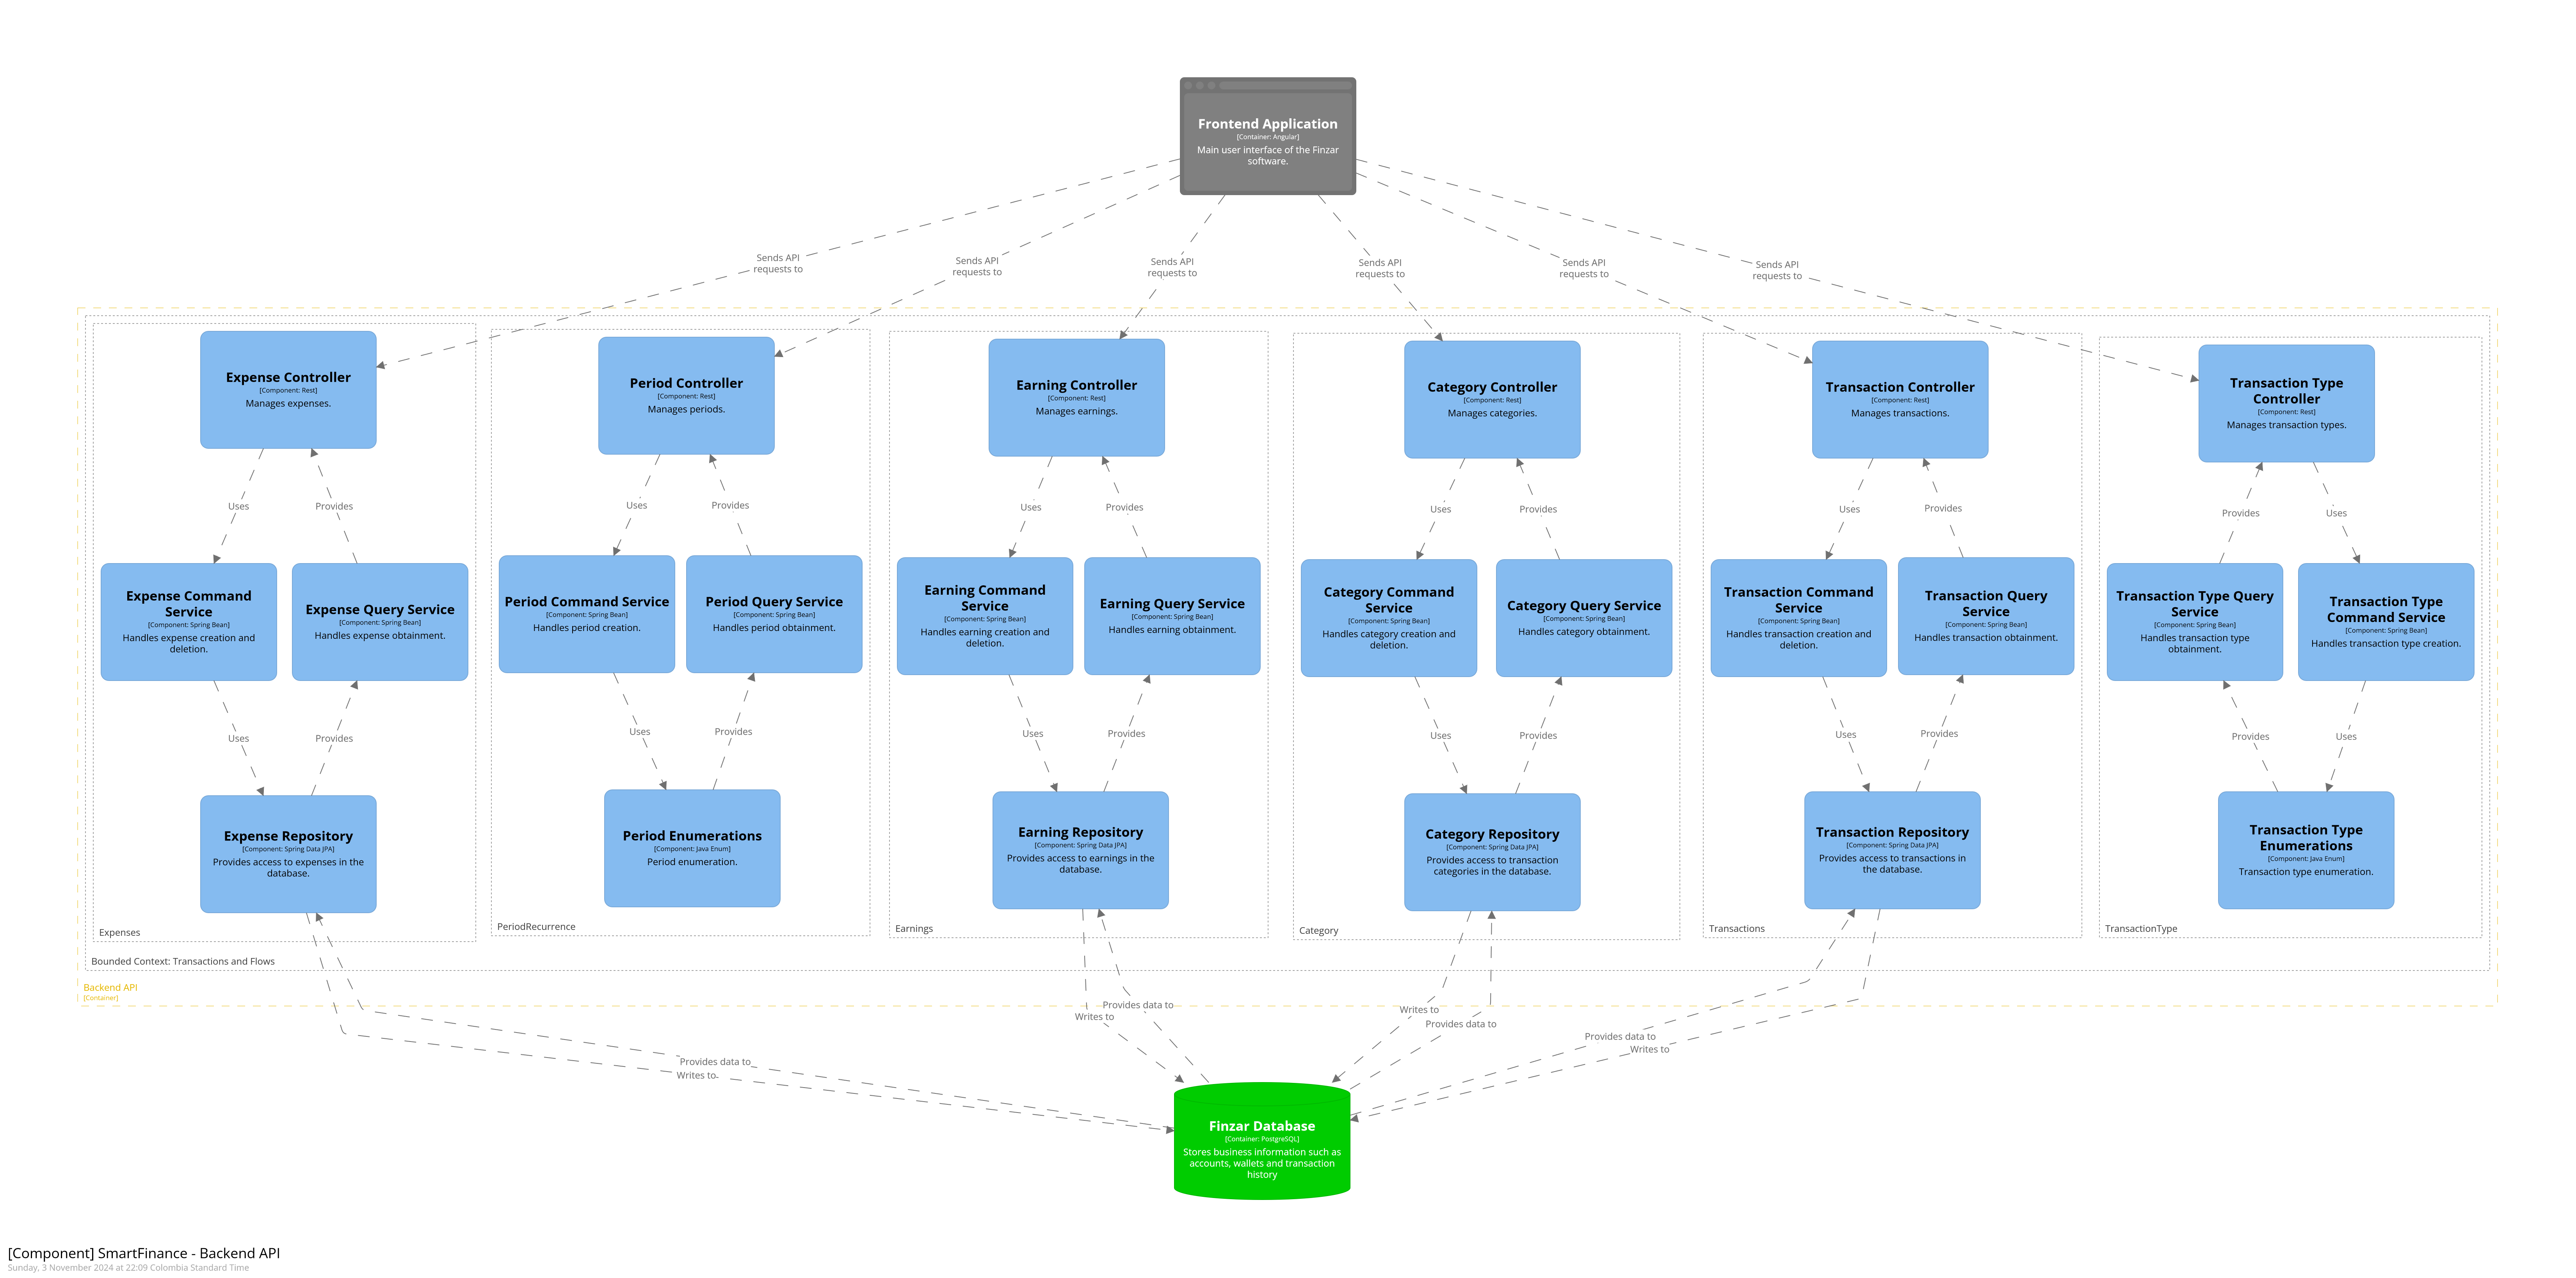 Frontend Application
[Container: Angular]
Main user interface of the Finzar
software.
Sends API
requests to
Sends API
requests to
Sends API
requests to
Sends API
requests to
Sends API
requests to
Sends API
requests to
Expense Controller
[Component: Rest]
Manages expenses.
Uses
Provides
Expense Command
Service
[Component: Spring Bean]
Handles expense creation and
deletion.
Expense Query Service
[Component: Spring Bean]
Handles expense obtainment.
Uses
Provides
Expense Repository
[Component: Spring Data JPA]
Provides access to expenses in the
database.
Expenses
Period Controller
[Component: Rest]
Manages periods.
Uses
Provides
Period Command Service
[Component: Spring Bean]
Handles period creation.
Period Query Service
[Component: Spring Bean]
Handles period obtainment.
Uses
Provides
Period Enumerations
[Component: Java Enum]
Period enumeration.
PeriodRecurrence
Earning Controller
[Component: Rest]
Manages earnings.
Uses
Provides
Earning Command
Service
[Component: Spring Bean]
Handles earning creation and
deletion.
Earning Query Service
[Component: Spring Bean]
Handles earning obtainment.
Uses
Provides
Earning Repository
[Component: Spring Data JPA]
Provides access to earnings in the
database.
Earnings
Category Controller
[Component: Rest]
Manages categories.
Uses
Provides
Category Command
Service
[Component: Spring Bean]
Handles category creation and
deletion.
Category Query Service
[Component: Spring Bean]
Handles category obtainment.
Uses
Provides
Category Repository
[Component: Spring Data JPA]
Provides access to transaction
categories in the database.
Category
Transaction Controller
[Component: Rest]
Manages transactions.
Uses
Provides
Transaction Command
Service
[Component: Spring Bean]
Handles transaction creation and
deletion.
Transaction Query
Service
[Component: Spring Bean]
Handles transaction obtainment.
Uses
Provides
Transaction Repository
[Component: Spring Data JPA]
Provides access to transactions in
the database.
Transactions
Transaction Type
Controller
[Component: Rest]
Manages transaction types.
Provides
Uses
Transaction Type Query
Service
[Component: Spring Bean]
Handles transaction type
obtainment.
Transaction Type
Command Service
[Component: Spring Bean]
Handles transaction type creation.
Provides
Uses
Transaction Type
Enumerations
[Component: Java Enum]
Transaction type enumeration.
TransactionType
Bounded Context: Transactions and Flows
Backend API
[Container]
Provides data to
Writes to
Provides data to
Writes to
Writes to
Provides data to
Provides data to
Writes to
Finzar Database
[Container: PostgreSQL]
Stores business information such as
accounts, wallets and transaction
history
[Component] SmartFinance - Backend API
Sunday, 3 November 2024 at 22:09 Colombia Standard Time